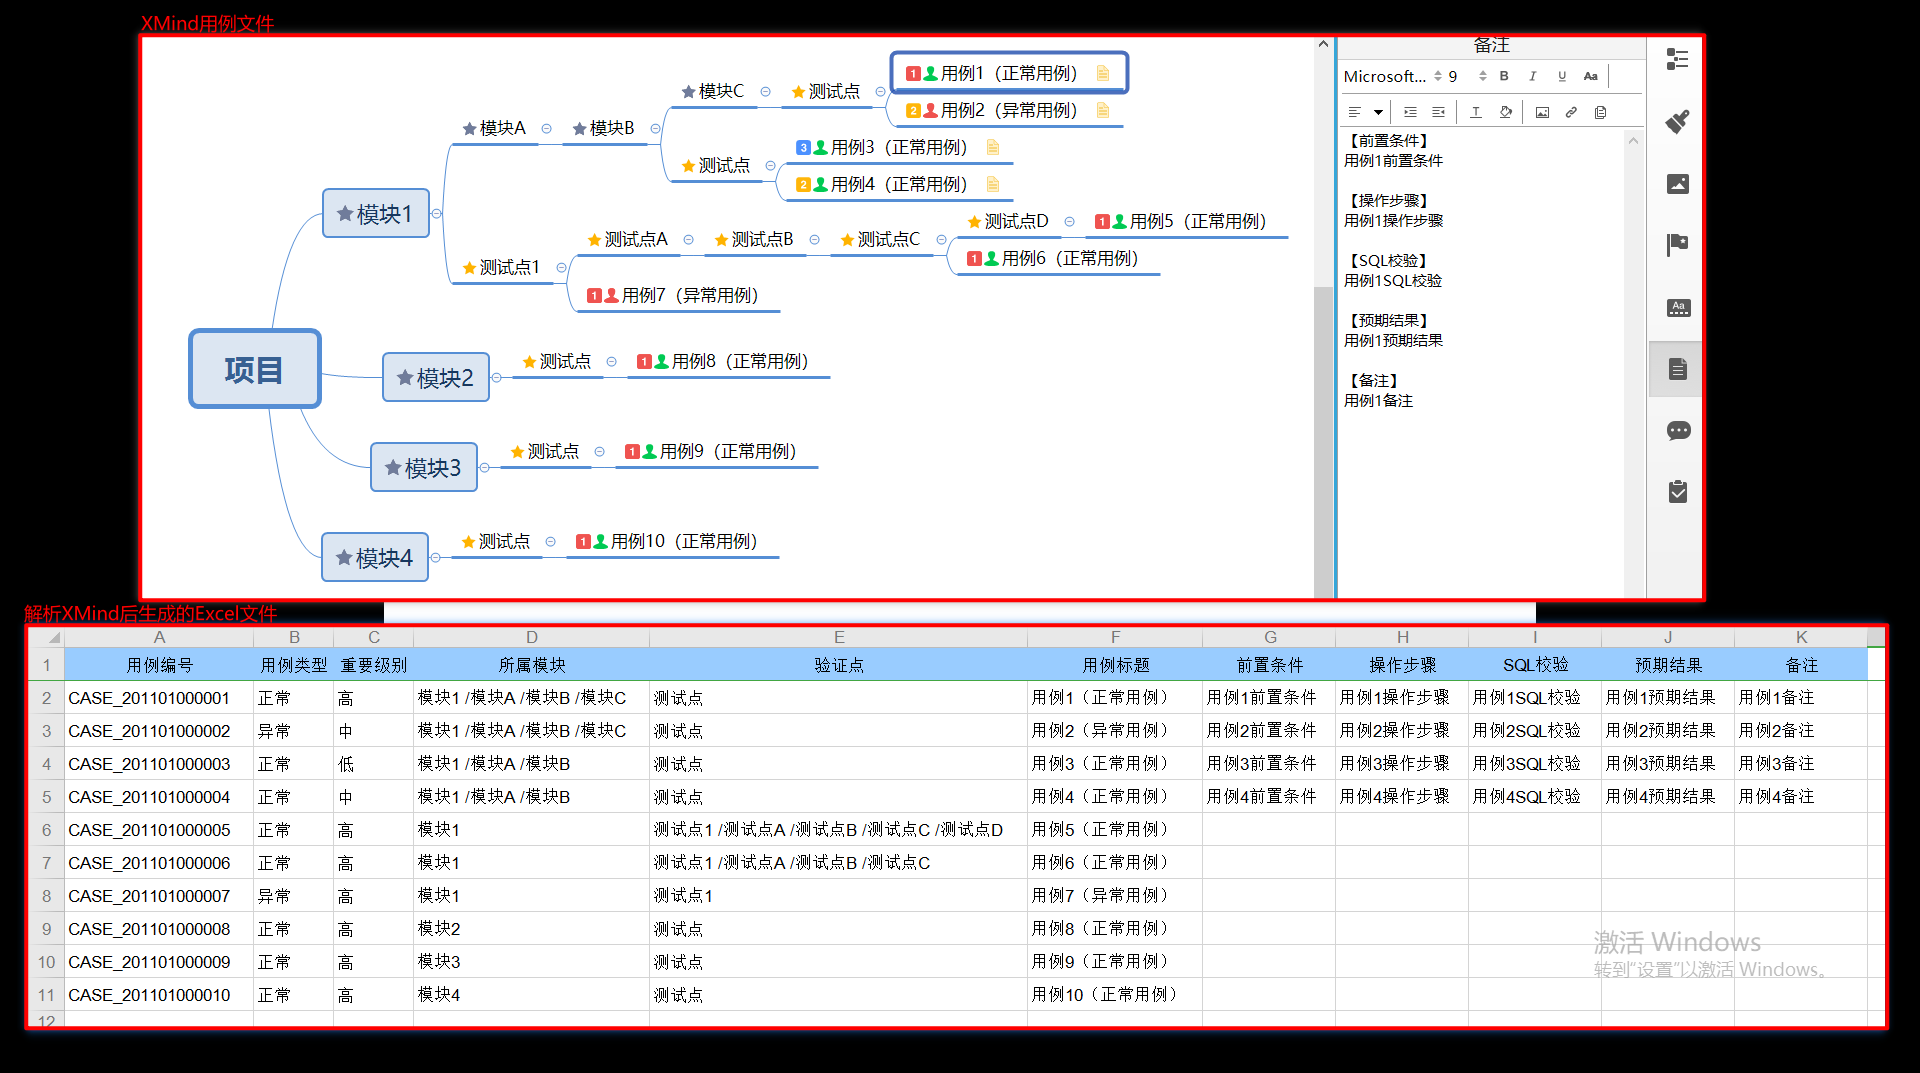 XMind用例文件
模块C
测试点
1 用例1（正常用例）
2 用例2（异常用例）
模块A
模块B
测试点
3 用例3（正常用例）
2 用例4（正常用例）
模块1
测试点1
测试点A
测试点B
测试点C
测试点D
1 用例5（正常用例）
1 用例6（正常用例）
1 用例7（异常用例）
项目
模块2
测试点
1 用例8（正常用例）
模块3
测试点
1 用例9（正常用例）
模块4
测试点
1 用例10（正常用例）
备注
Microsoft... 9 B I U Aa
T
Aa
【前置条件】
用例1前置条件
【操作步骤】
用例1操作步骤
【SQL校验】
用例1SQL校验
【预期结果】
用例1预期结果
【备注】
用例1备注
解析XMind后生成的Excel文件
A B C D E F G H I J K
1 用例编号 用例类型 重要级别 所属模块 验证点 用例标题 前置条件 操作步骤 SQL校验 预期结果 备注
2 CASE_201101000001 正常 高 模块1 /模块A /模块B /模块C 测试点 用例1（正常用例） 用例1前置条件 用例1操作步骤 用例1SQL校验 用例1预期结果 用例1备注
3 CASE_201101000002 异常 中 模块1 /模块A /模块B /模块C 测试点 用例2（异常用例） 用例2前置条件 用例2操作步骤 用例2SQL校验 用例2预期结果 用例2备注
4 CASE_201101000003 正常 低 模块1 /模块A /模块B 测试点 用例3（正常用例） 用例3前置条件 用例3操作步骤 用例3SQL校验 用例3预期结果 用例3备注
5 CASE_201101000004 正常 中 模块1 /模块A /模块B 测试点 用例4（正常用例） 用例4前置条件 用例4操作步骤 用例4SQL校验 用例4预期结果 用例4备注
6 CASE_201101000005 正常 高 模块1 测试点1 /测试点A /测试点B /测试点C /测试点D 用例5（正常用例）
7 CASE_201101000006 正常 高 模块1 测试点1 /测试点A /测试点B /测试点C 用例6（正常用例）
8 CASE_201101000007 异常 高 模块1 测试点1 用例7（异常用例）
9 CASE_201101000008 正常 高 模块2 测试点 用例8（正常用例）
10 CASE_201101000009 正常 高 模块3 测试点 用例9（正常用例）
11 CASE_201101000010 正常 高 模块4 测试点 用例10（正常用例）
12
激活 Windows
转到“设置”以激活 Windows。